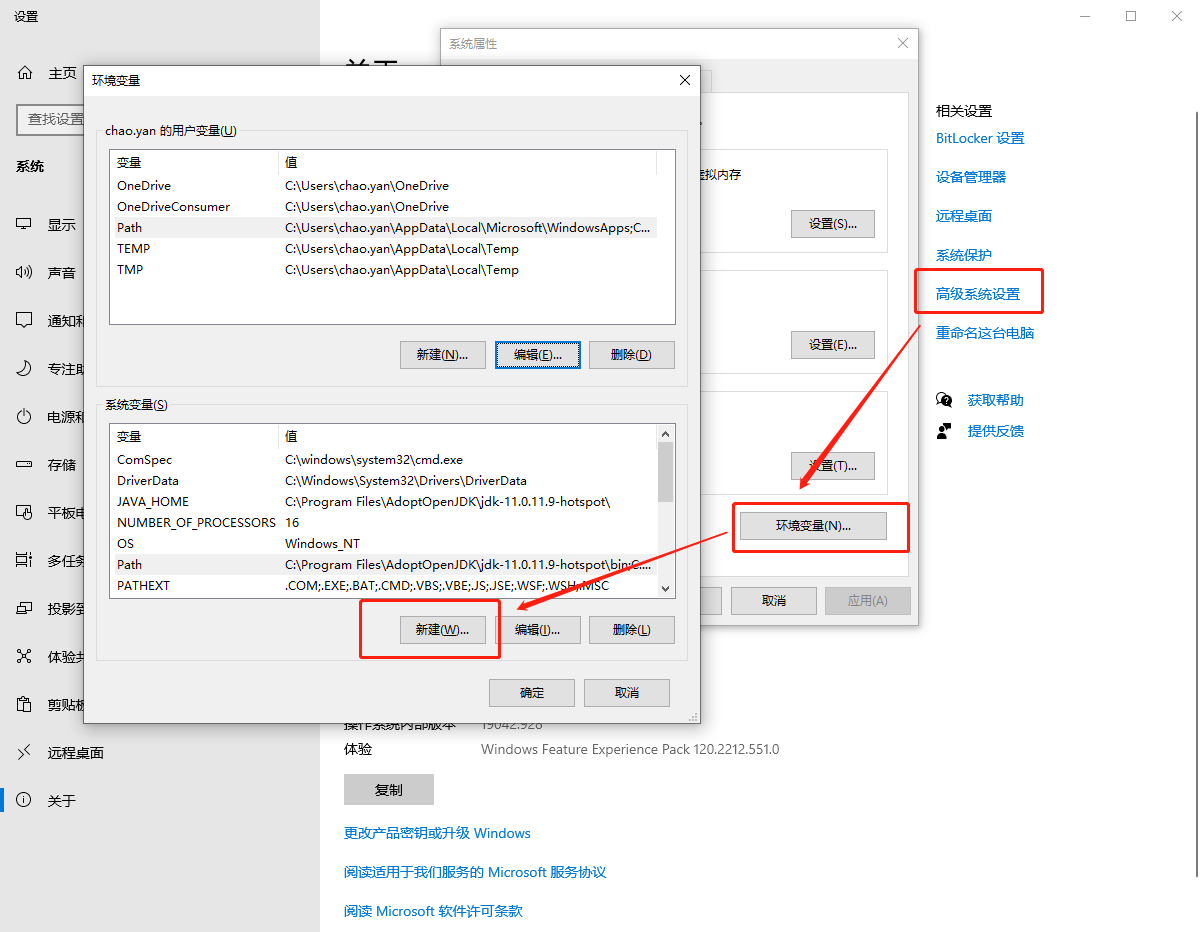 设置
主页
查找设置
系统
显示
声音
通知和
专注助
电源和
存储
平板电
多任务
投影到
体验共
剪贴板
远程桌面
关于
关于
系统属性
虚拟内存
设置(S)...
设置(E)...
设置(T)...
环境变量(N)...
取消
应用(A)
环境变量
chao.yan 的用户变量(U)
变量 值
OneDrive C:\Users\chao.yan\OneDrive
OneDriveConsumer C:\Users\chao.yan\OneDrive
Path C:\Users\chao.yan\AppData\Local\Microsoft\WindowsApps;C...
TEMP C:\Users\chao.yan\AppData\Local\Temp
TMP C:\Users\chao.yan\AppData\Local\Temp
新建(N)... 编辑(E)... 删除(D)
系统变量(S)
变量 值
ComSpec C:\windows\system32\cmd.exe
DriverData C:\Windows\System32\Drivers\DriverData
JAVA_HOME C:\Program Files\AdoptOpenJDK\jdk-11.0.11.9-hotspot\
NUMBER_OF_PROCESSORS 16
OS Windows_NT
Path C:\Program Files\AdoptOpenJDK\jdk-11.0.11.9-hotspot\bin;C:...
PATHEXT .COM;.EXE;.BAT;.CMD;.VBS;.VBE;.JS;.JSE;.WSF;.WSH;.MSC
新建(W)... 编辑(I)... 删除(L)
确定 取消
操作系统内部版本 19042.928
体验 Windows Feature Experience Pack 120.2212.551.0
复制
更改产品密钥或升级 Windows
阅读适用于我们服务的 Microsoft 服务协议
阅读 Microsoft 软件许可条款
相关设置
BitLocker 设置
设备管理器
远程桌面
系统保护
高级系统设置
重命名这台电脑
获取帮助
提供反馈